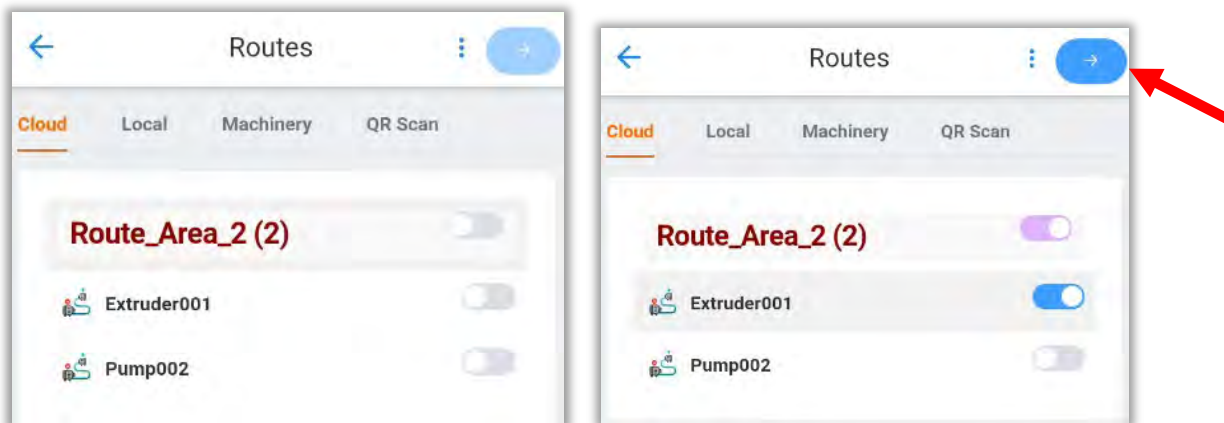 Routes
Cloud Local Machinery QR Scan
Route_Area_2 (2)
Extruder001
Pump002
Routes
Cloud Local Machinery QR Scan
Route_Area_2 (2)
Extruder001
Pump002